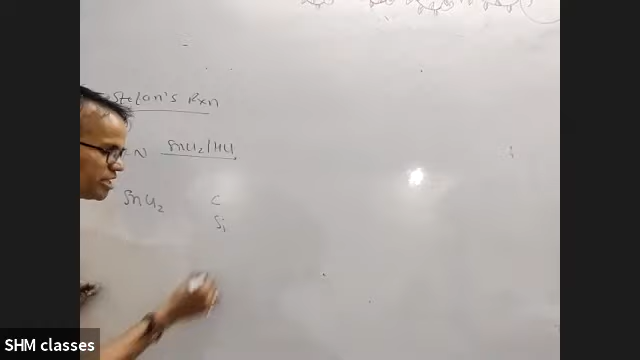 Stefan's Rxn
N SnCl2/HCl
SnCl2 C
Si
SHM classes